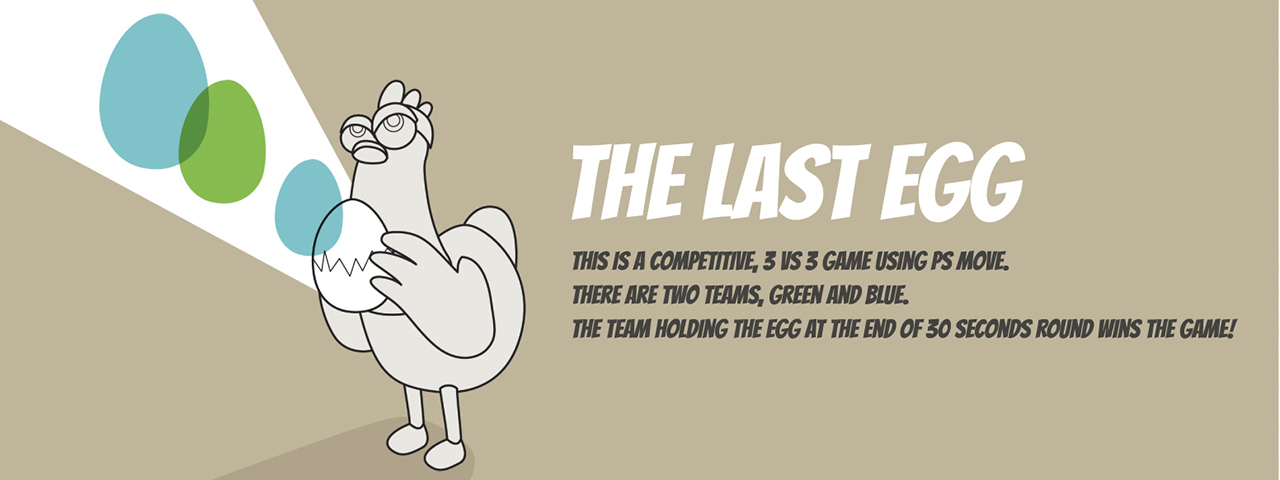 THE LAST EGG
THIS IS A COMPETITIVE, 3 VS 3 GAME USING PS MOVE.
THERE ARE TWO TEAMS, GREEN AND BLUE.
THE TEAM HOLDING THE EGG AT THE END OF 30 SECONDS ROUND WINS THE GAME!